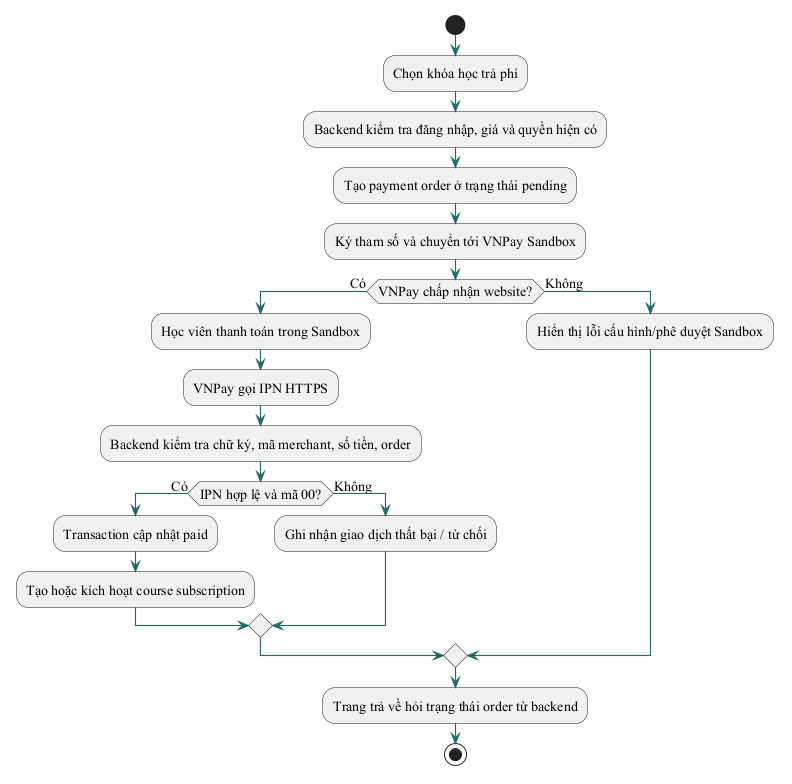 Chọn khóa học trả phí
Backend kiểm tra đăng nhập, giá và quyền hiện có
Tạo payment order ở trạng thái pending
Ký tham số và chuyển tới VNPay Sandbox
Có
VNPay chấp nhận website?
Không
Học viên thanh toán trong Sandbox
Hiển thị lỗi cấu hình/phê duyệt Sandbox
VNPay gọi IPN HTTPS
Backend kiểm tra chữ ký, mã merchant, số tiền, order
Có
IPN hợp lệ và mã 00?
Không
Transaction cập nhật paid
Ghi nhận giao dịch thất bại / từ chối
Tạo hoặc kích hoạt course subscription
Trang trả về hỏi trạng thái order từ backend